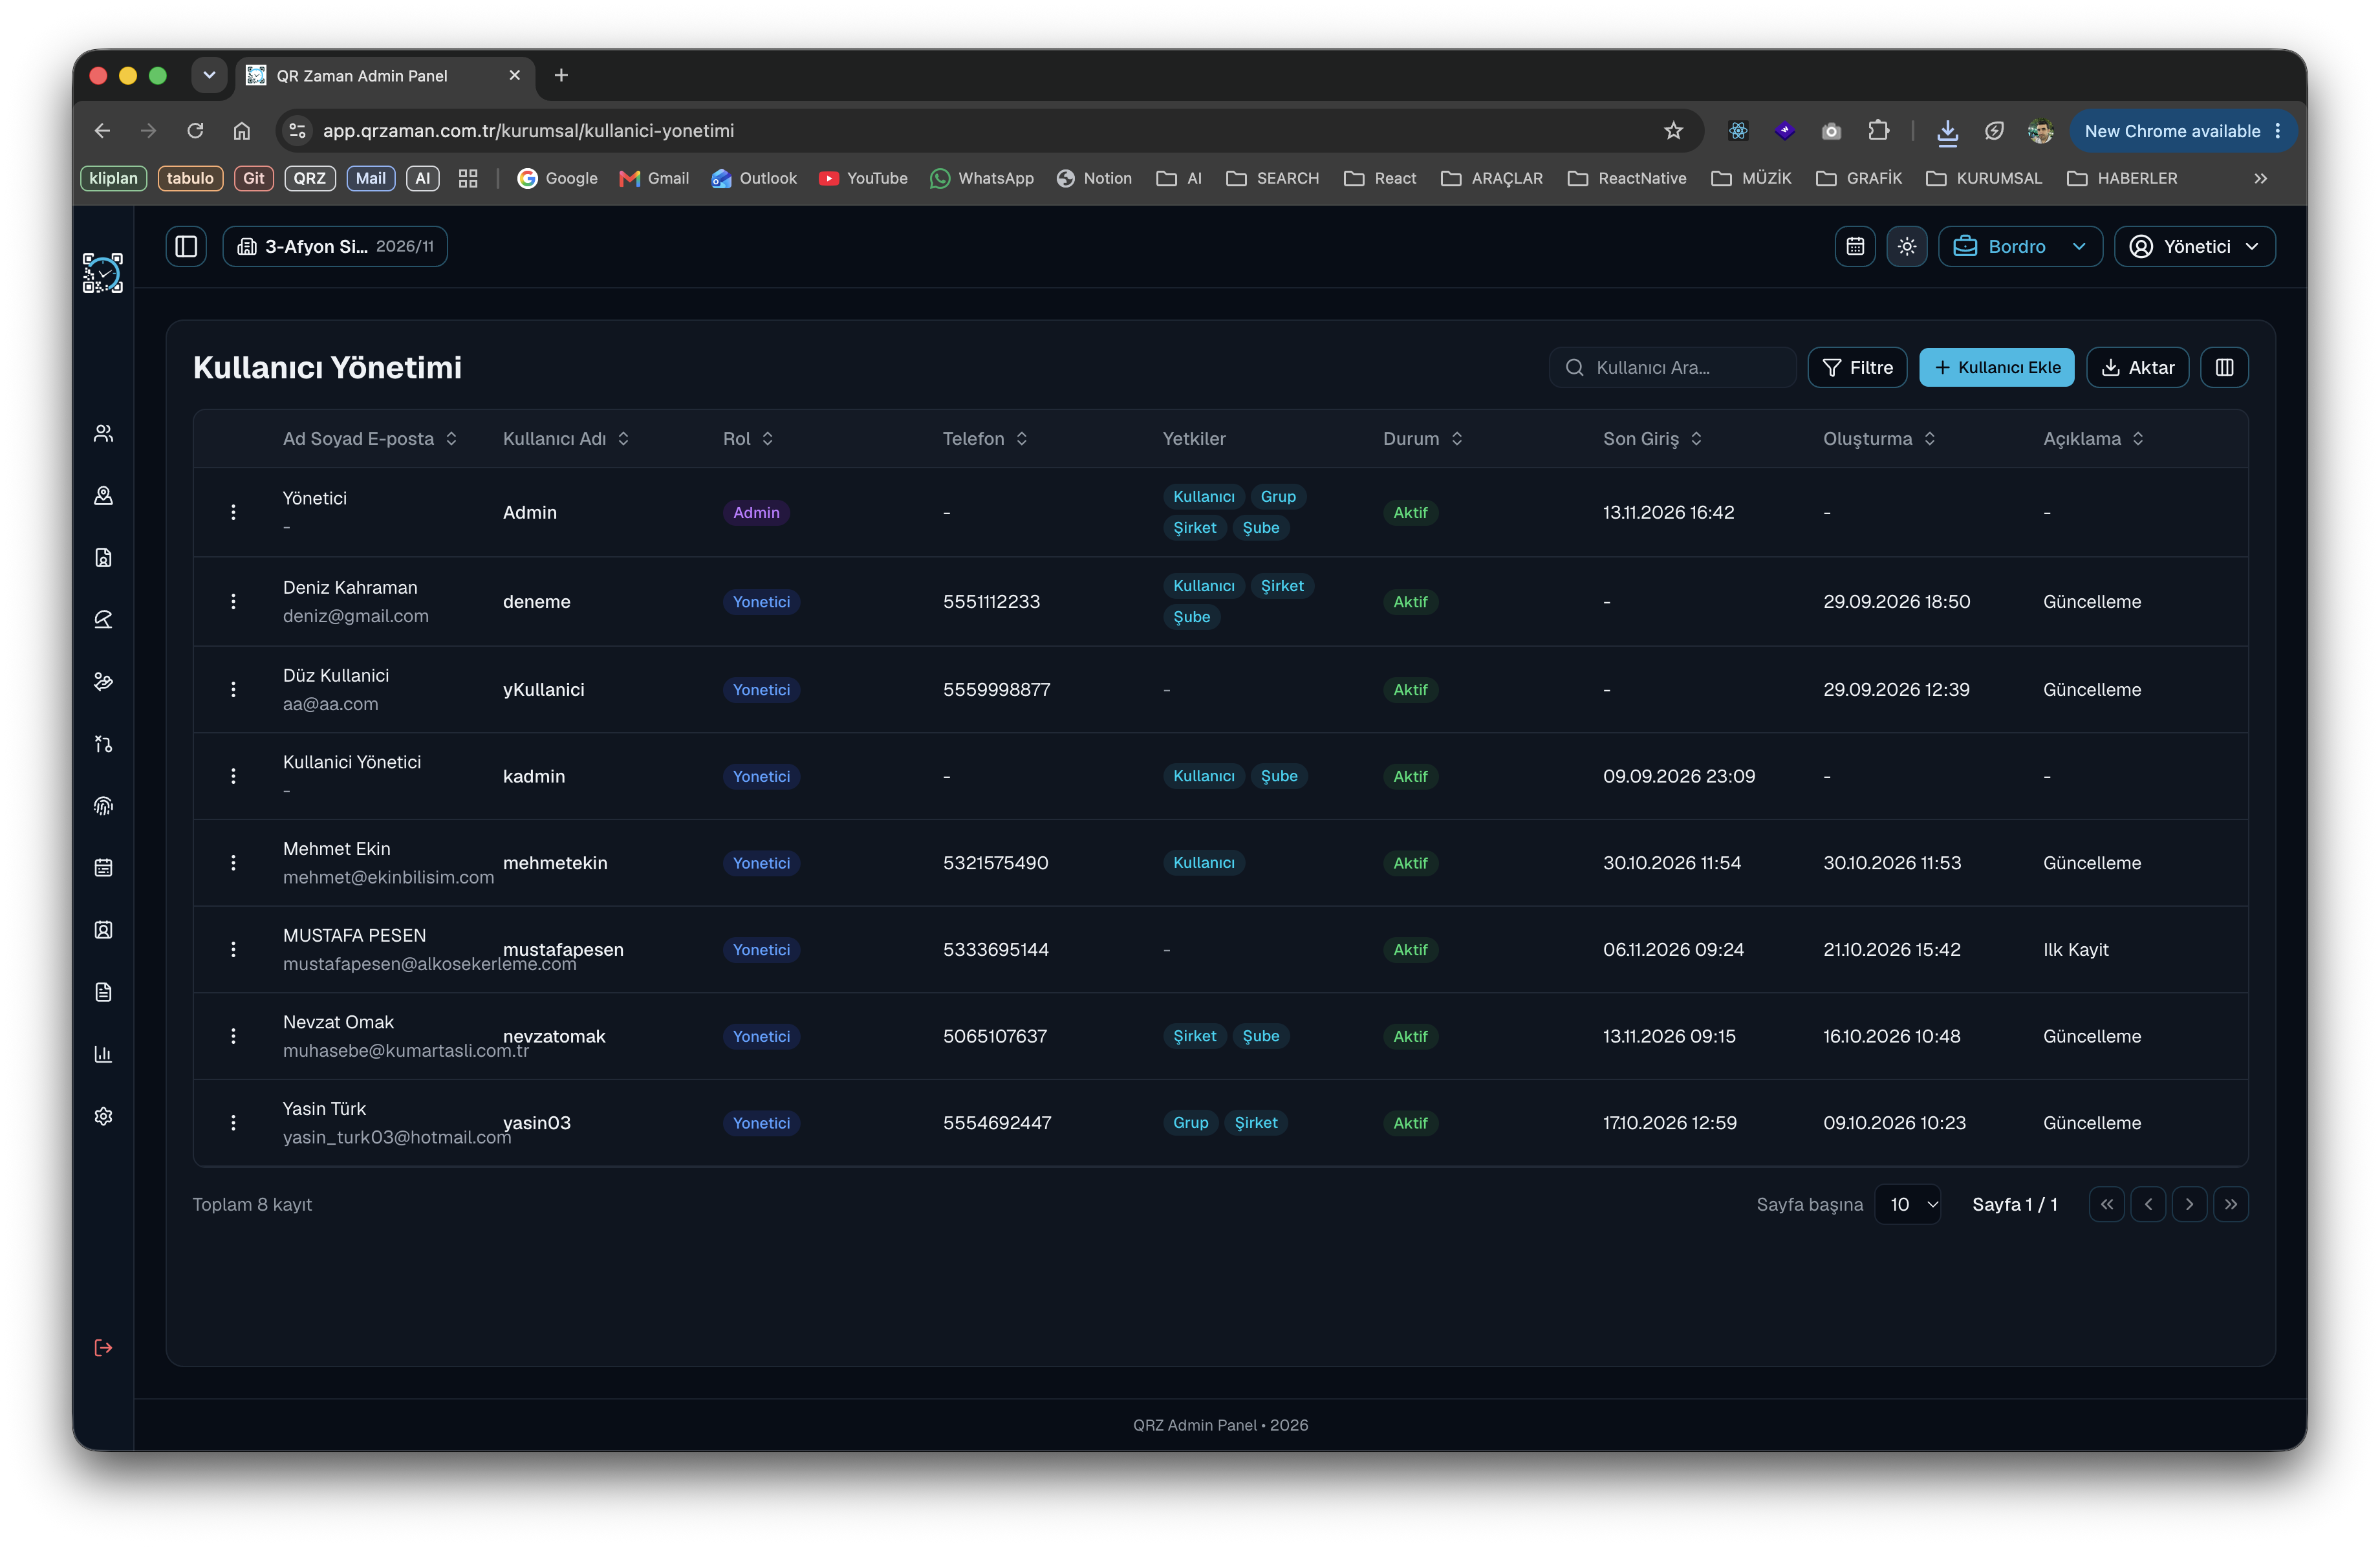 QR Zaman Admin Panel
app.qrzaman.com.tr/kurumsal/kullanici-yonetimi
New Chrome available
kliplan tabulo Git QRZ Mail AI Google Gmail Outlook YouTube WhatsApp Notion AI SEARCH React ARAÇLAR ReactNative MÜZİK GRAFİK KURUMSAL HABERLER
3-Afyon Si... 2026/11 Bordro Yönetici
Kullanıcı Yönetimi Kullanıcı Ara... Filtre Kullanıcı Ekle Aktar
Ad Soyad E-posta Kullanıcı Adı Rol Telefon Yetkiler Durum Son Giriş Oluşturma Açıklama
Yönetici
-
Admin Admin - Kullanıcı Grup
Şirket Şube
Aktif 13.11.2026 16:42 - -
Deniz Kahraman
deniz@gmail.com
deneme Yonetici 5551112233 Kullanıcı Şirket
Şube
Aktif - 29.09.2026 18:50 Güncelleme
Düz Kullanici
aa@aa.com
yKullanici Yonetici 5559998877 - Aktif - 29.09.2026 12:39 Güncelleme
Kullanici Yönetici
-
kadmin Yonetici - Kullanıcı Şube Aktif 09.09.2026 23:09 - -
Mehmet Ekin
mehmet@ekinbilisim.com
mehmetekin Yonetici 5321575490 Kullanıcı Aktif 30.10.2026 11:54 30.10.2026 11:53 Güncelleme
MUSTAFA PESEN
mustafapesen@alkosekerleme.com
mustafapesen Yonetici 5333695144 - Aktif 06.11.2026 09:24 21.10.2026 15:42 Ilk Kayit
Nevzat Omak
muhasebe@kumartasli.com.tr
nevzatomak Yonetici 5065107637 Şirket Şube Aktif 13.11.2026 09:15 16.10.2026 10:48 Güncelleme
Yasin Türk
yasin_turk03@hotmail.com
yasin03 Yonetici 5554692447 Grup Şirket Aktif 17.10.2026 12:59 09.10.2026 10:23 Güncelleme
Toplam 8 kayıt Sayfa başına 10 Sayfa 1 / 1
QRZ Admin Panel • 2026